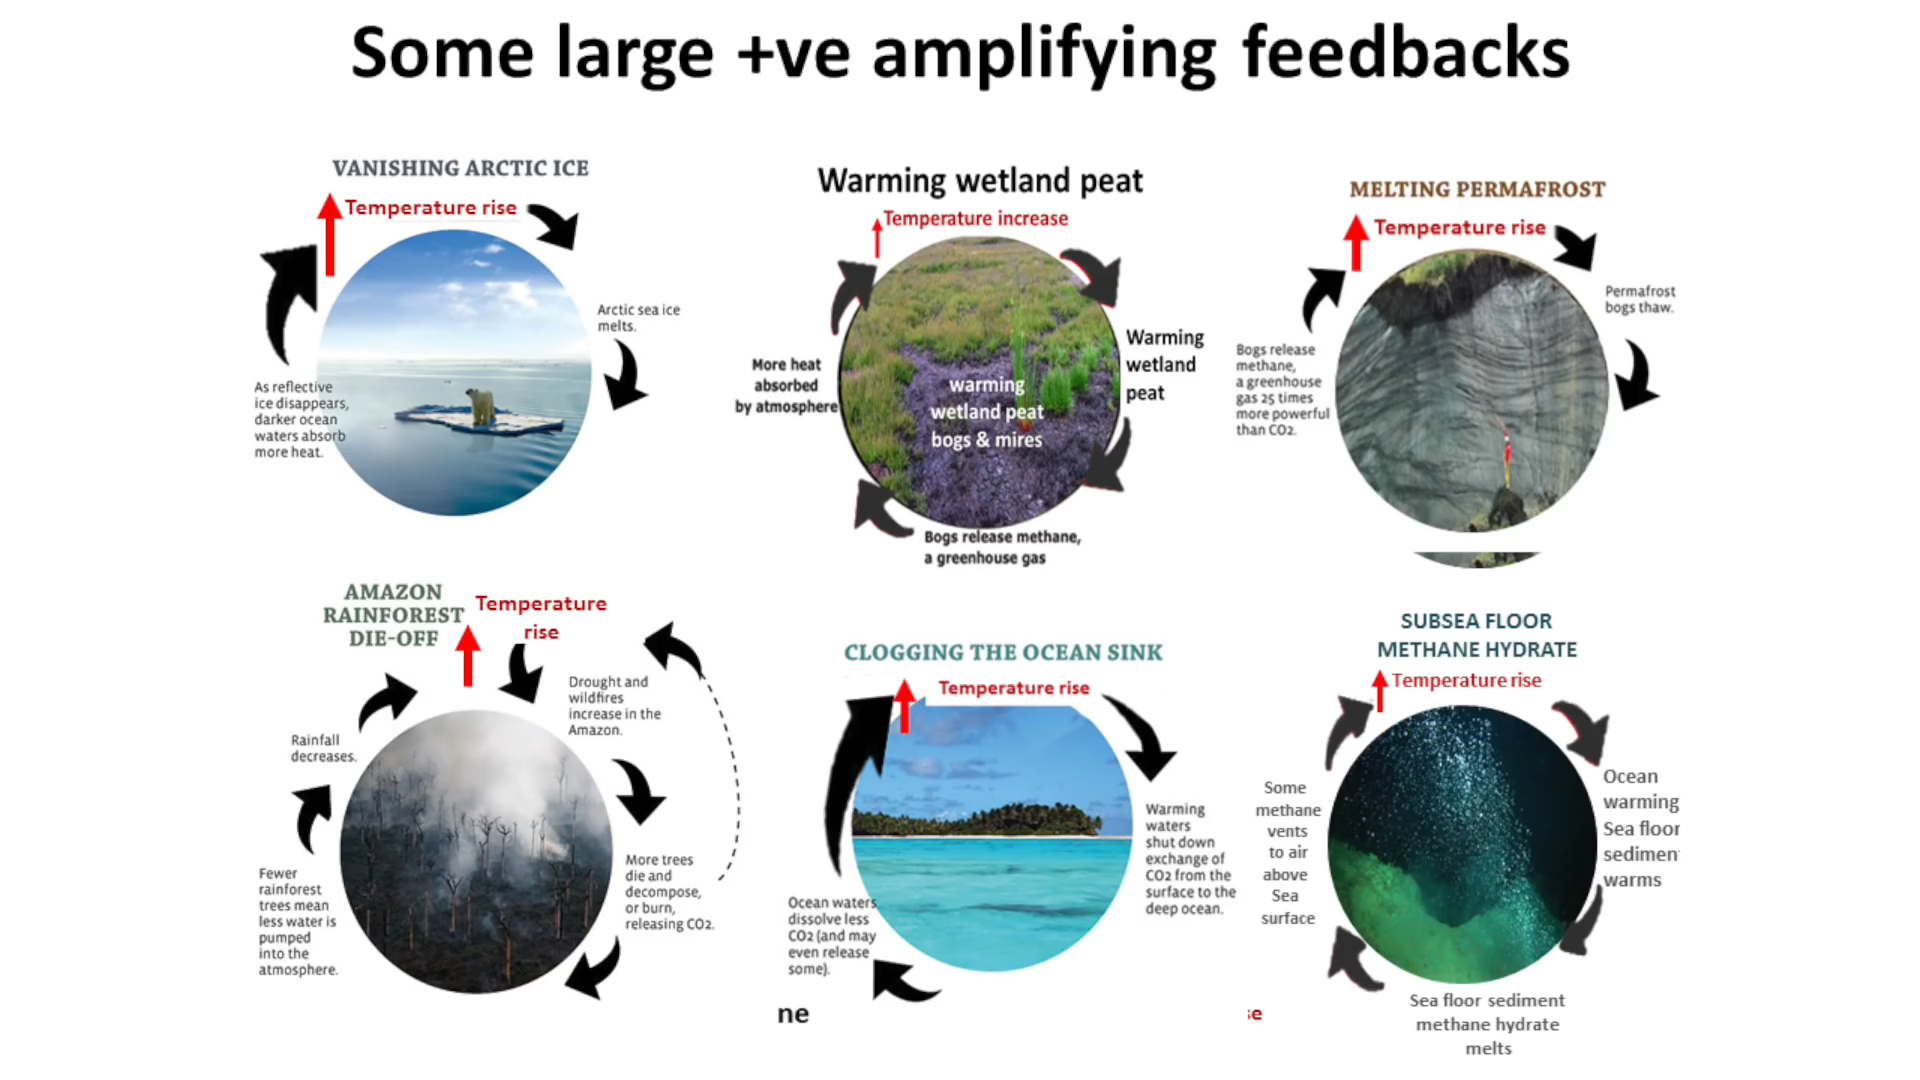 Some large +ve amplifying feedbacks
VANISHING ARCTIC ICE
Temperature rise
Arctic sea ice
melts.
As reflective
ice disappears,
darker ocean
waters absorb
more heat.
Warming wetland peat
Temperature increase
Warming
wetland
peat
More heat
absorbed
by atmosphere
warming
wetland peat
bogs & mires
Bogs release methane,
a greenhouse gas
MELTING PERMAFROST
Temperature rise
Permafrost
bogs thaw.
Bogs release
methane,
a greenhouse
gas 25 times
more powerful
than CO2.
AMAZON
RAINFOREST
DIE-OFF
Temperature
rise
Drought and
wildfires
increase in the
Amazon.
More trees
die and
decompose,
or burn,
releasing CO2.
Fewer
rainforest
trees mean
less water is
pumped
into the
atmosphere.
Rainfall
decreases.
CLOGGING THE OCEAN SINK
Temperature rise
Warming
waters
shut down
exchange of
CO2 from the
surface to the
deep ocean.
Ocean waters
dissolve less
CO2 (and may
even release
some).
ne
SUBSEA FLOOR
METHANE HYDRATE
Temperature rise
Ocean
warming
Sea floor
sediment
warms
Some
methane
vents
to air
above
Sea
surface
Sea floor sediment
methane hydrate
melts
se